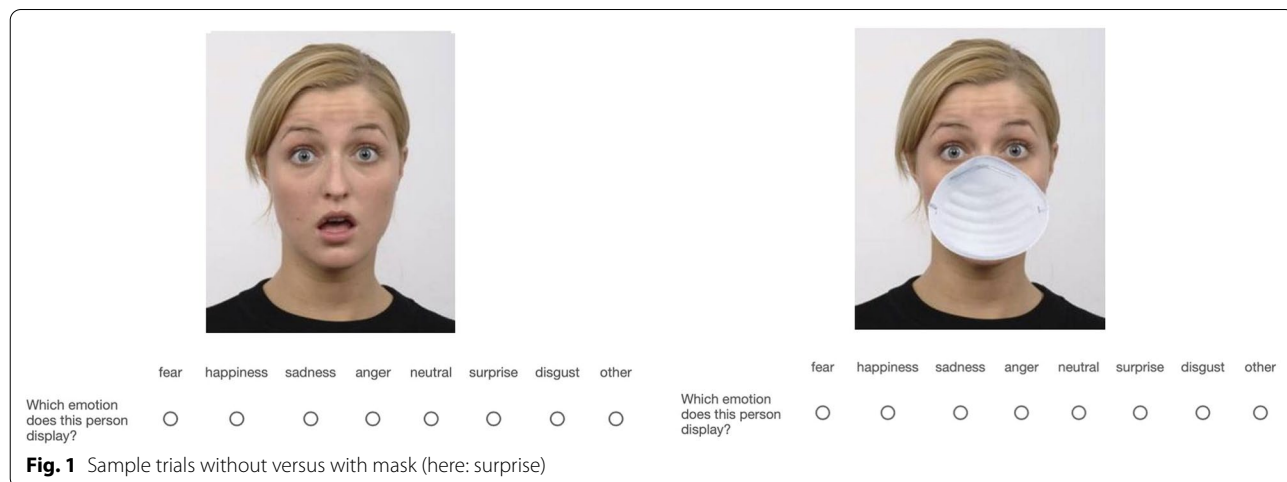 fear happiness sadness anger neutral surprise disgust other
Which emotion
does this person
display?
fear happiness sadness anger neutral surprise disgust other
Which emotion
does this person
display?
Fig. 1 Sample trials without versus with mask (here: surprise)